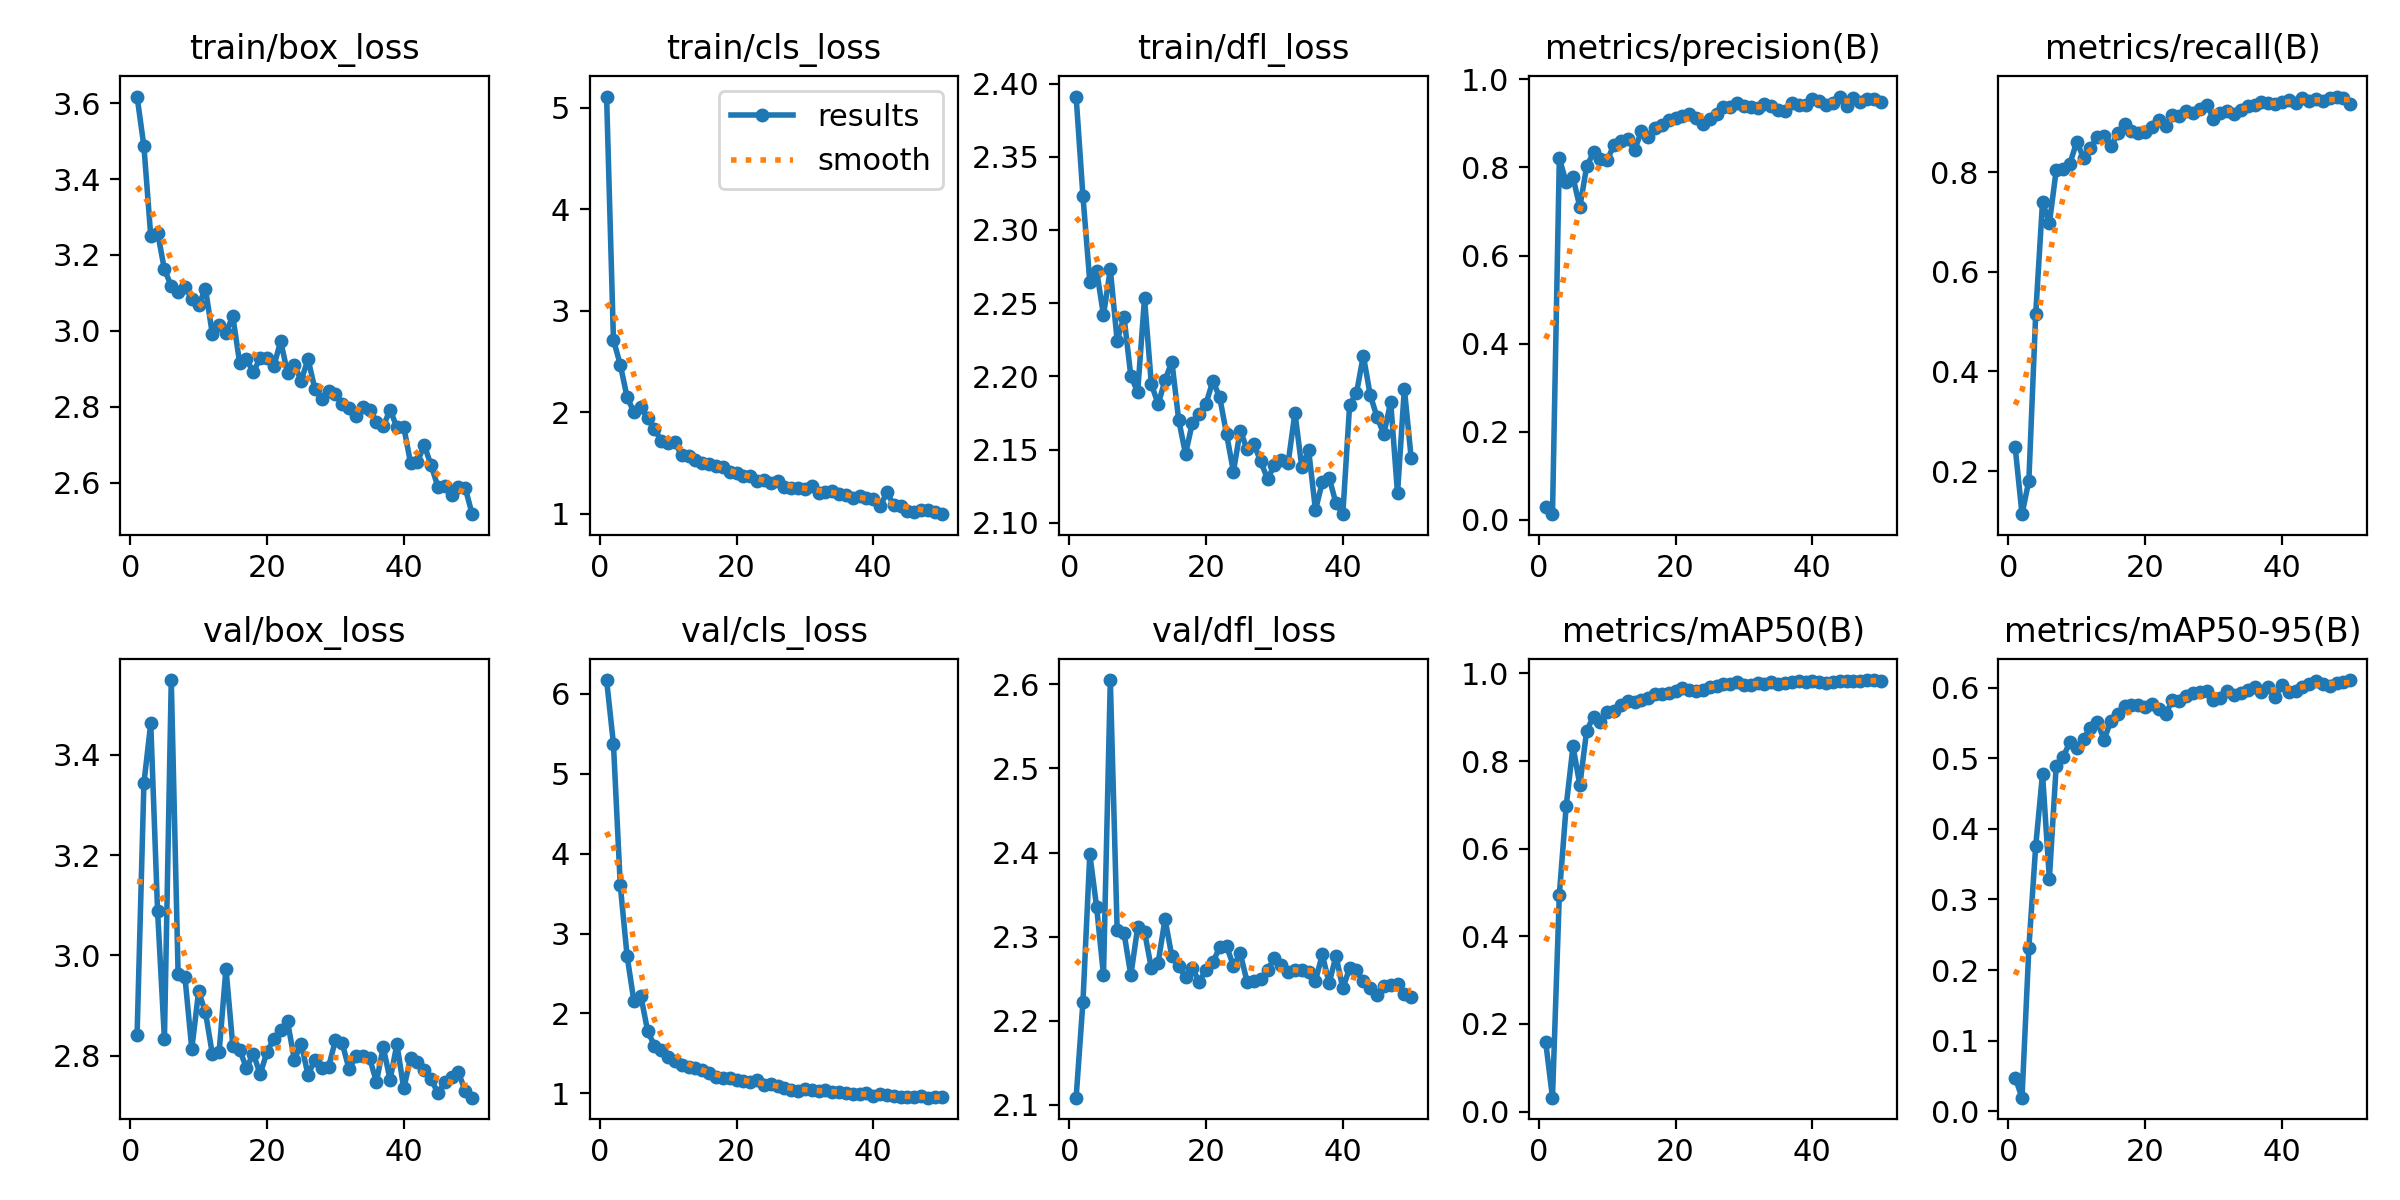 train/box_loss
train/cls_loss
train/dfl_loss
metrics/precision(B)
metrics/recall(B)
3.6
3.4
3.2
3.0
2.8
2.6
0 20 40
results
smooth
5
4
3
2
1
0 20 40
2.40
2.35
2.30
2.25
2.20
2.15
2.10
0 20 40
1.0
0.8
0.6
0.4
0.2
0.0
0 20 40
0.8
0.6
0.4
0.2
0 20 40
val/box_loss
val/cls_loss
val/dfl_loss
metrics/mAP50(B)
metrics/mAP50-95(B)
3.4
3.2
3.0
2.8
0 20 40
6
5
4
3
2
1
0 20 40
2.6
2.5
2.4
2.3
2.2
2.1
0 20 40
1.0
0.8
0.6
0.4
0.2
0.0
0 20 40
0.6
0.5
0.4
0.3
0.2
0.1
0.0
0 20 40